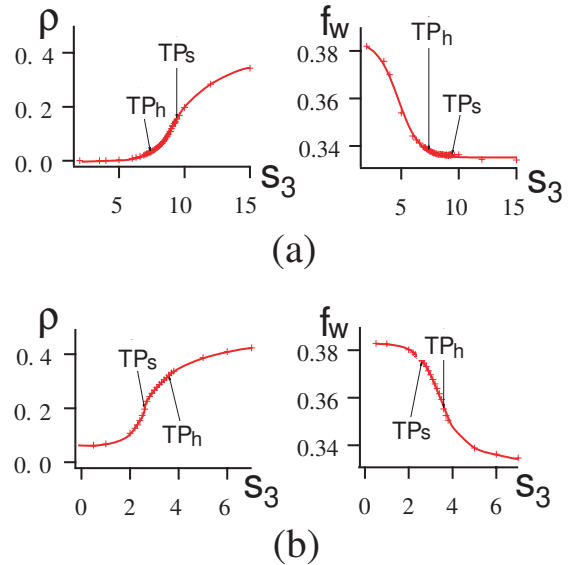 ρ
0. 4
TPs
0. 2
TPh
0. 0
5 10 15
S3
fw
TPh
0.38
0.36
TPs
0.34
5 10 15
S3
(a)
ρ
0. 4
TPs
0. 2
TPh
0. 0
0 2 4 6
S3
fw
TPh
0.38
0.36
TPs
0.34
0 2 4 6
S3
(b)